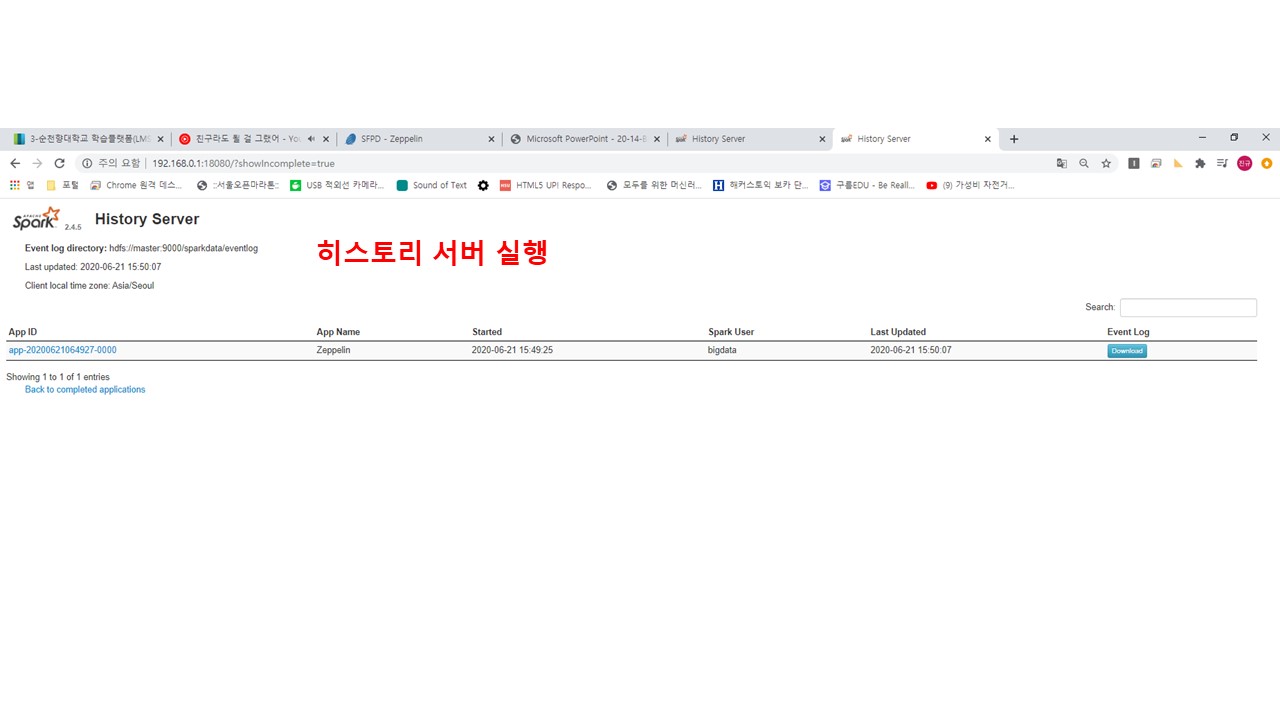 3-순천향대학교 학습플랫폼(LMS
친구라도 될 걸 그랬어 - You
SFPD - Zeppelin
Microsoft PowerPoint - 20-14-B
History Server
History Server
주의 요함
192.168.0.1:18080/?showIncomplete=true
진규
앱
포털
Chrome 원격 데스...
::서울오픈마라톤::
USB 적외선 카메라...
Sound of Text
HTML5 UP! Respo...
모두를 위한 머신러...
해커스토익 보카 단...
구름EDU - Be Reall...
(9) 가성비 자전거...
APACHE Spark 2.4.5 History Server
Event log directory: hdfs://master:9000/sparkdata/eventlog
히스토리 서버 실행
Last updated: 2020-06-21 15:50:07
Client local time zone: Asia/Seoul
Search:
App ID App Name Started Spark User Last Updated Event Log
app-20200621064927-0000 Zeppelin 2020-06-21 15:49:25 bigdata 2020-06-21 15:50:07 Download
Showing 1 to 1 of 1 entries
Back to completed applications